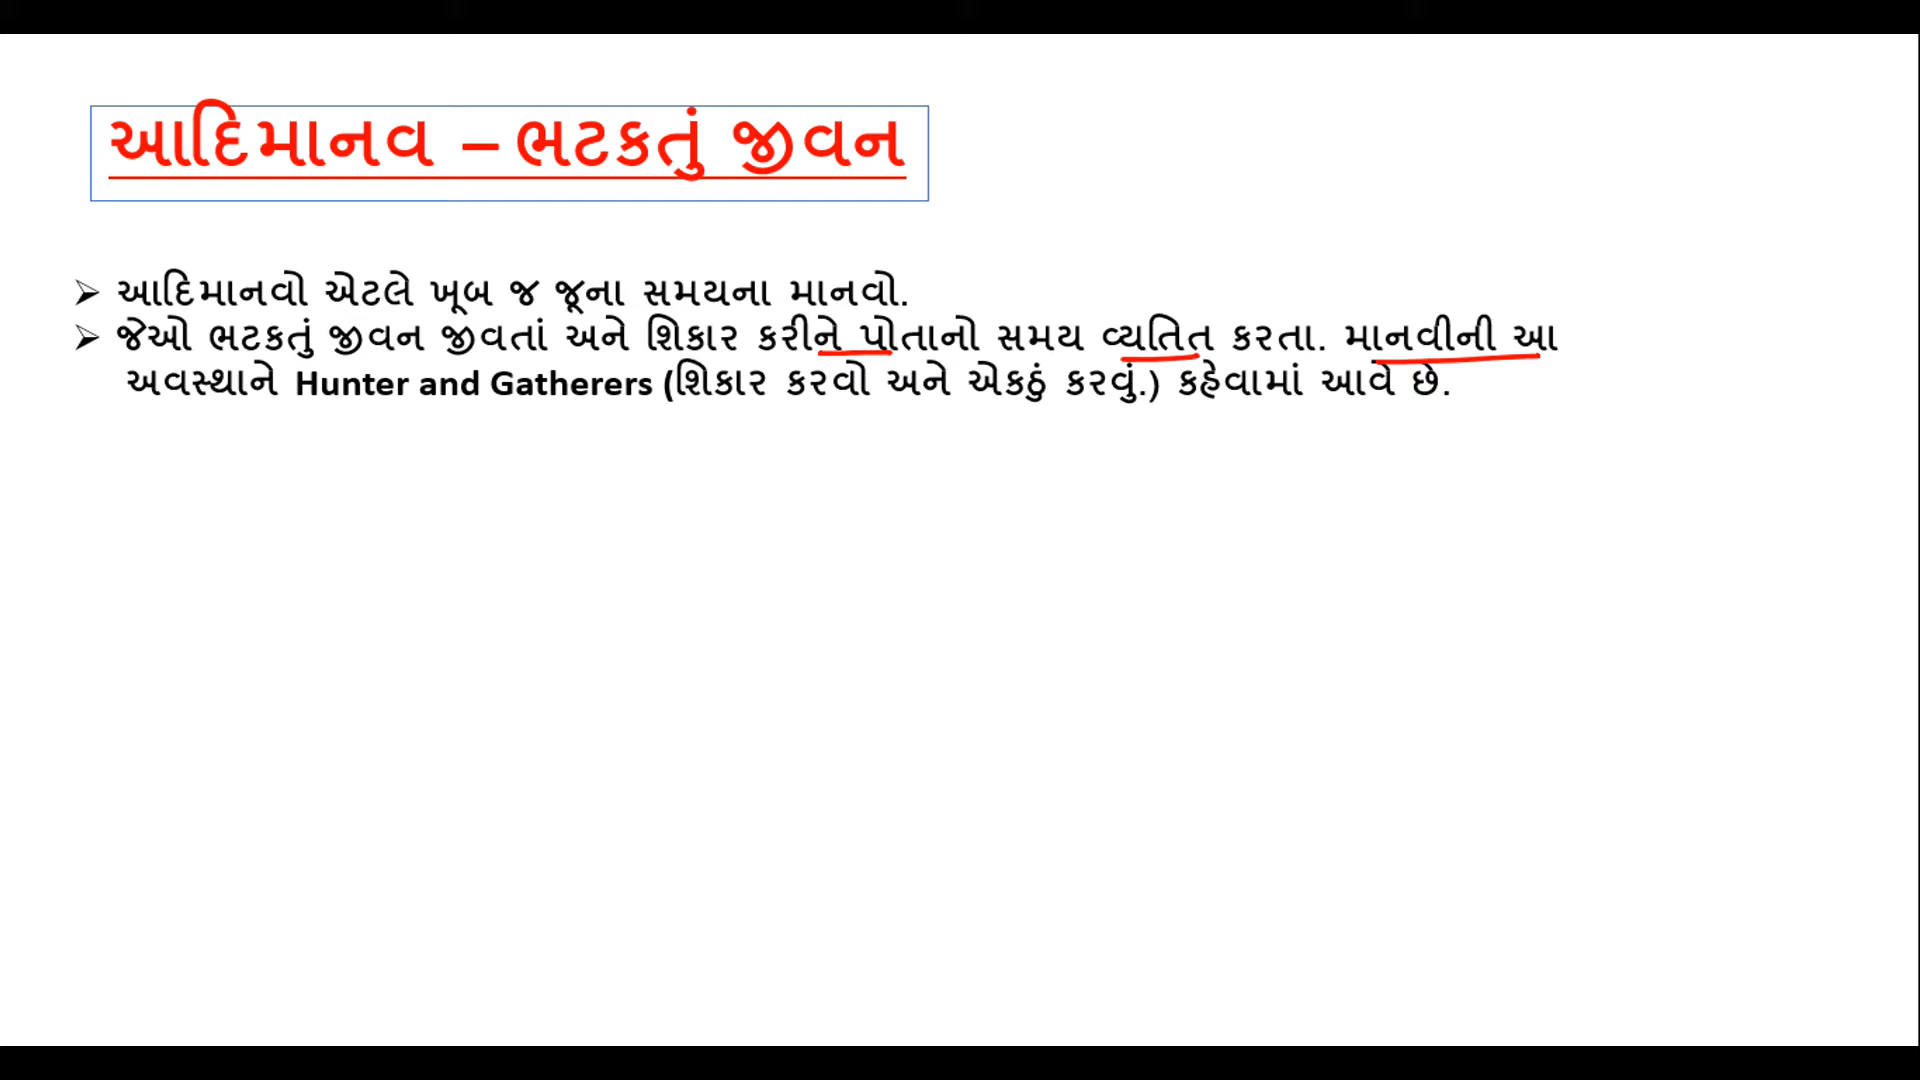 આદિમાનવ – ભટકતું જીવન
➢ આદિમાનવો એટલે ખૂબ જ જૂના સમયના માનવો.
➢ જેઓ ભટકતું જીવન જીવતાં અને શિકાર કરીને પોતાનો સમય વ્યતિત કરતા. માનવીની આ
અવસ્થાને Hunter and Gatherers (શિકાર કરવો અને એકઠું કરવું.) કહેવામાં આવે છે.